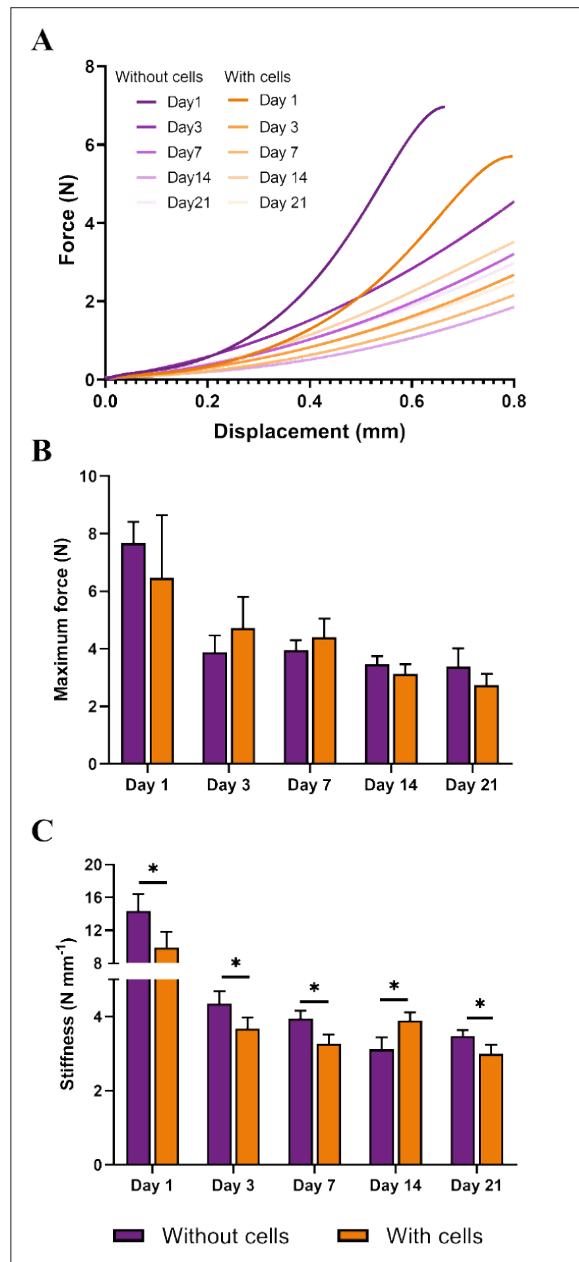 A
Without cells With cells
Day1 Day 1
Day3 Day 3
Day7 Day 7
Day14 Day 14
Day21 Day 21
8
6
4
2
0
Force (N)
0.0 0.2 0.4 0.6 0.8
Displacement (mm)
B
10
8
6
4
2
0
Maximum force (N)
Day 1 Day 3 Day 7 Day 14 Day 21
C
20
16
12
8
4
2
0
Stiffness (N mm⁻¹)
* * * * *
Day 1 Day 3 Day 7 Day 14 Day 21
Without cells With cells